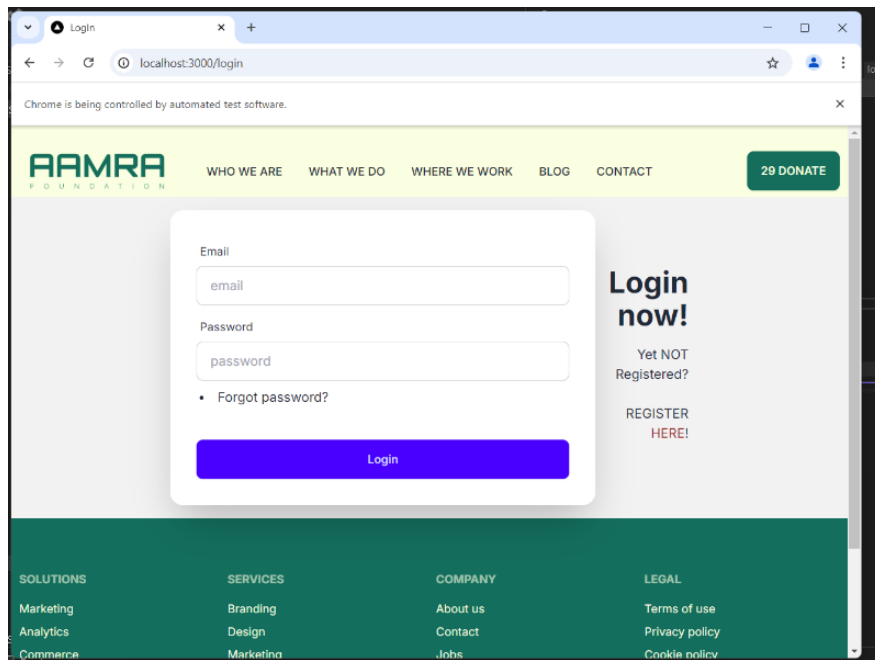 Login
localhost:3000/login
Chrome is being controlled by automated test software.
AAMRA
FOUNDATION
WHO WE ARE WHAT WE DO WHERE WE WORK BLOG CONTACT 29 DONATE
Email
email
Password
password
• Forgot password?
Login
Login
now!
Yet NOT
Registered?
REGISTER
HERE!
SOLUTIONS SERVICES COMPANY LEGAL
Marketing Branding About us Terms of use
Analytics Design Contact Privacy policy
Commerce Marketing Jobs Cookie policy